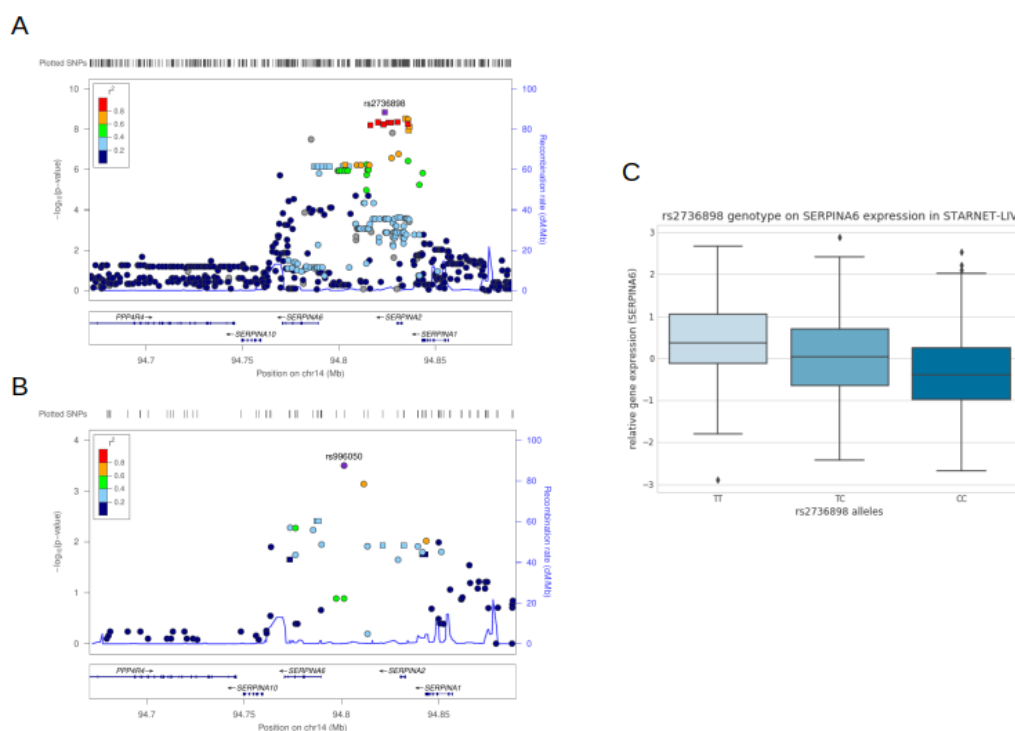 A
Plotted SNPs
10
8
6
4
2
0
−log10(p−value)
r2
0.8
0.6
0.4
0.2
rs2736898
100
80
60
40
20
0
Recombination rate (cM/Mb)
PPP4R4→
←SERPINA6
←SERPINA2
←SERPINA10
←SERPINA1
94.7
94.75
94.8
94.85
Position on chr14 (Mb)
B
Plotted SNPs
4
3
2
1
0
−log10(p−value)
r2
0.8
0.6
0.4
0.2
rs996050
100
80
60
40
20
0
Recombination rate (cM/Mb)
PPP4R4→
←SERPINA6
←SERPINA2
←SERPINA10
←SERPINA1
94.7
94.75
94.8
94.85
Position on chr14 (Mb)
C
rs2736898 genotype on SERPINA6 expression in STARNET-LIV
3
2
1
0
−1
−2
−3
relative gene expression (SERPINA6)
TT
TC
CC
rs2736898 alleles